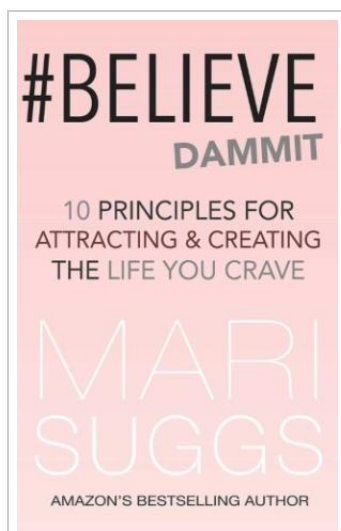 #BELIEVE
DAMMIT
10 PRINCIPLES FOR
ATTRACTING & CREATING
THE LIFE YOU CRAVE
MARI
SUGGS
AMAZON'S BESTSELLING AUTHOR